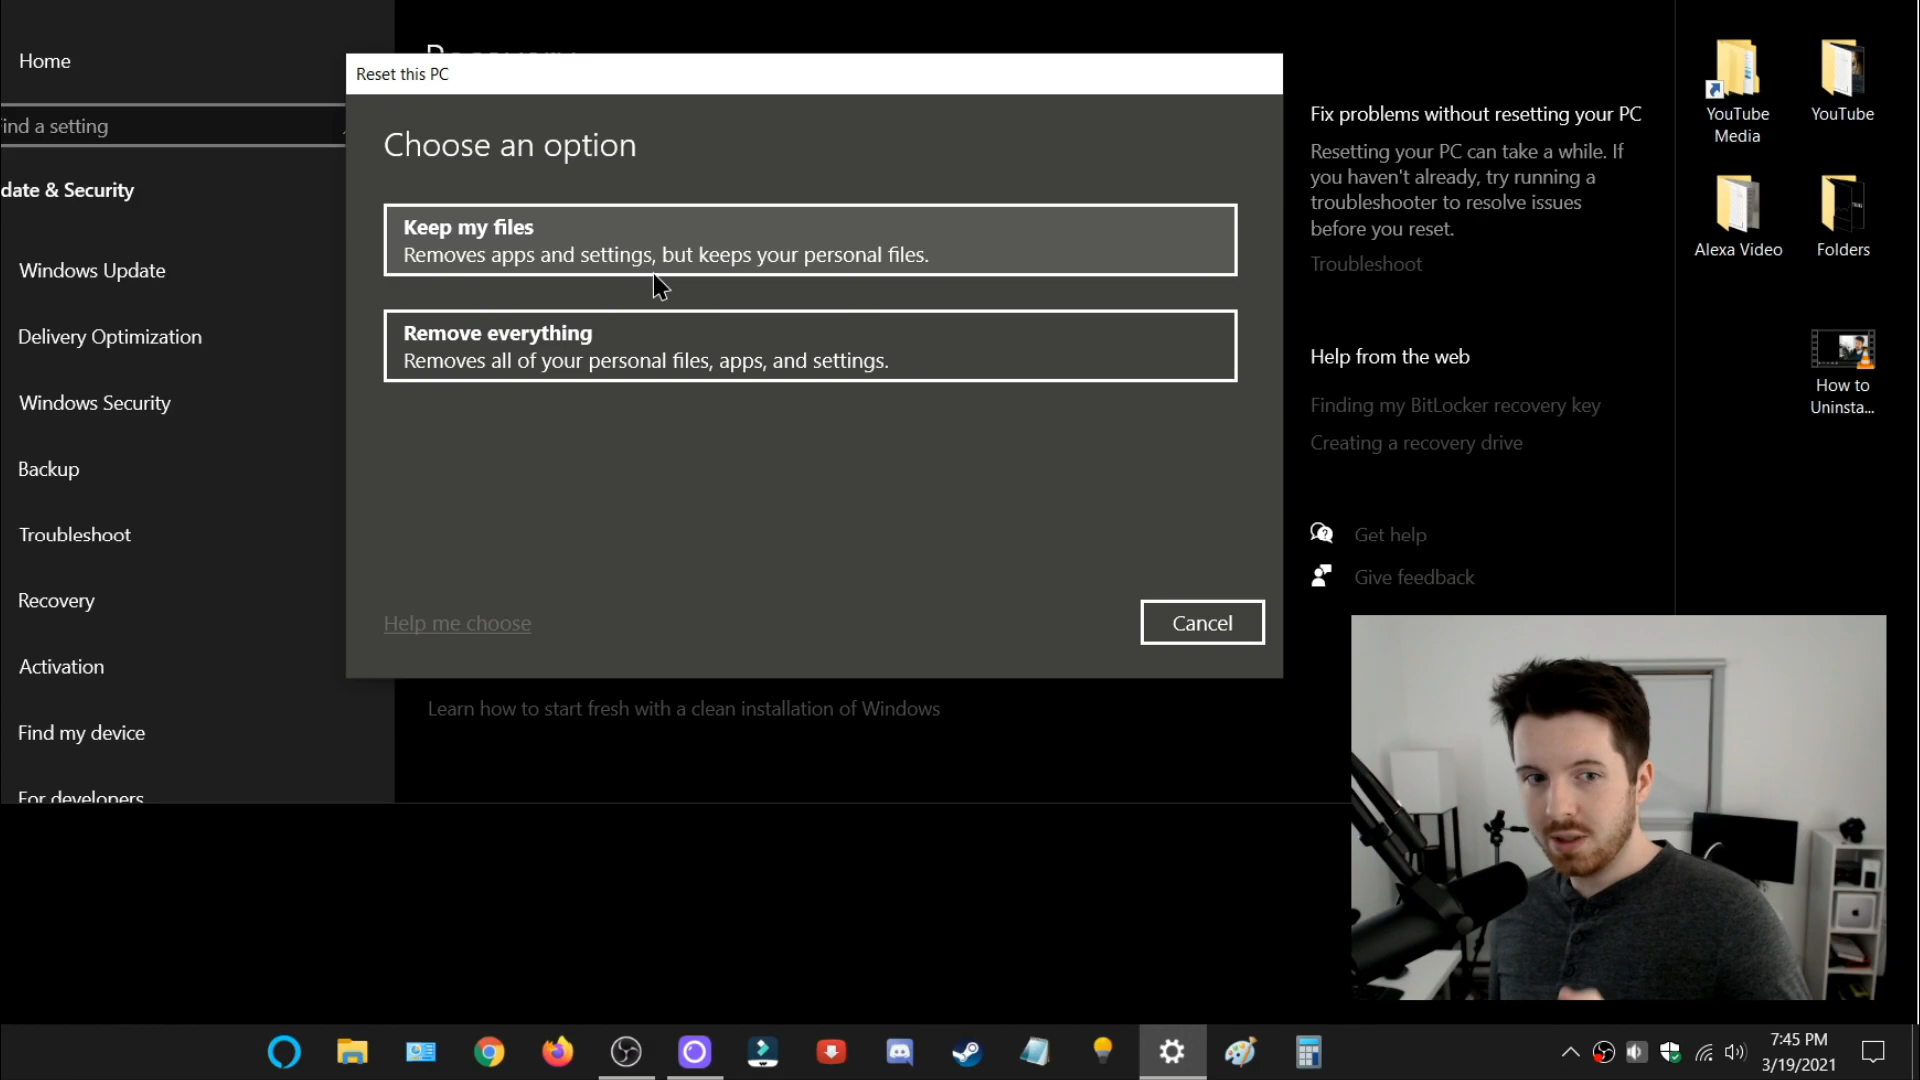 Home
ind a setting
date & Security
Windows Update
Delivery Optimization
Windows Security
Backup
Troubleshoot
Recovery
Activation
Find my device
For developers
Reset this PC
Choose an option
Keep my files
Removes apps and settings, but keeps your personal files.
Remove everything
Removes all of your personal files, apps, and settings.
Help me choose
Cancel
Learn how to start fresh with a clean installation of Windows
Fix problems without resetting your PC
Resetting your PC can take a while. If
you haven't already, try running a
troubleshooter to resolve issues
before you reset.
Troubleshoot
Help from the web
Finding my BitLocker recovery key
Creating a recovery drive
Get help
Give feedback
YouTube
Media
YouTube
Alexa Video
Folders
How to
Uninsta...
7:45 PM
3/19/2021